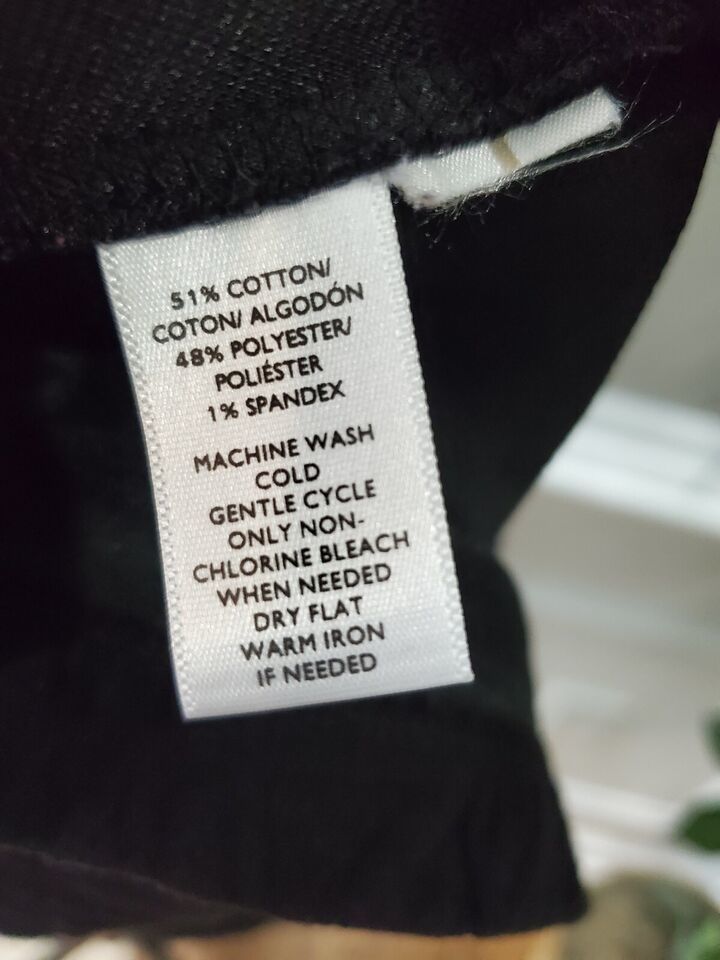 51% COTTON/
COTON/ ALGODÓN
48% POLYESTER/
POLIÉSTER
1% SPANDEX
MACHINE WASH
COLD
GENTLE CYCLE
ONLY NON-
CHLORINE BLEACH
WHEN NEEDED
DRY FLAT
WARM IRON
IF NEEDED